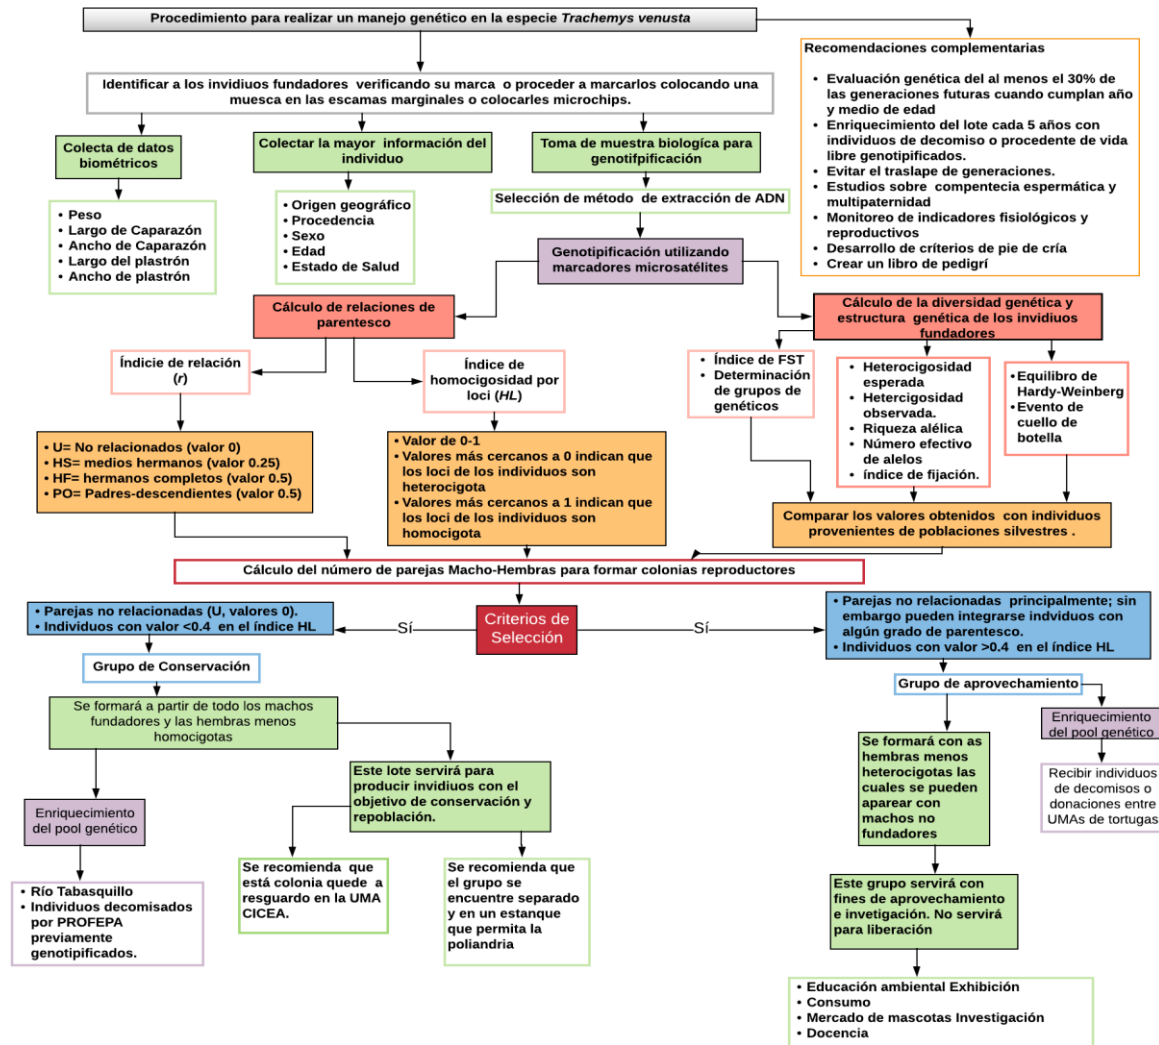 Procedimiento para realizar un manejo genético en la especie Trachemys venusta
Recomendaciones complementarias
• Evaluación genética del al menos el 30% de
las generaciones futuras cuando cumplan año
y medio de edad
• Enriquecimiento del lote cada 5 años con
individuos de decomiso o procedente de vida
libre genotipificados.
• Evitar el traslape de generaciones.
• Estudios sobre compentecia espermática y
multipaternidad
• Monitoreo de indicadores fisiológicos y
reproductivos
• Desarrollo de críterios de pie de cría
• Crear un libro de pedigrí
Identificar a los invidiuos fundadores verificando su marca o proceder a marcarlos colocando una
muesca en las escamas marginales o colocarles microchips.
Colecta de datos
biométricos
• Peso
• Largo de Caparazón
• Ancho de Caparazón
• Largo del plastrón
• Ancho de plastrón
Colectar la mayor información del
individuo
• Origen geográfico
• Procedencia
• Sexo
• Edad
• Estado de Salud
Toma de muestra biologíca para
genotifpificación
Selección de método de extracción de ADN
Genotipificación utilizando
marcadores microsatélites
Cálculo de relaciones de
parentesco
Cálculo de la diversidad genética y
estructura genética de los invidiuos
fundadores
Índicie de relación
(r)
Índice de
homocigosidad por
loci (HL)
• Índice de FST
• Determinación
de grupos de
genéticos
• Heterocigosidad
esperada
• Hetercigosidad
observada.
• Riqueza alélica
• Número efectivo
de alelos
• índice de fijación.
• Equilibro de
Hardy-Weinberg
• Evento de
cuello de
botella
• U= No relacionados (valor 0)
• HS= medios hermanos (valor 0.25)
• HF= hermanos completos (valor 0.5)
• PO= Padres-descendientes (valor 0.5)
• Valor de 0-1
• Valores más cercanos a 0 indican que
los loci de los individuos son
heterocigota
• Valores más cercanos a 1 indican que
los loci de los individuos son
homocigota
Comparar los valores obtenidos con individuos
provenientes de poblaciones silvestres .
Cálculo del número de parejas Macho-Hembras para formar colonias reproductores
Criterios de
Selección
Sí
Sí
• Parejas no relacionadas (U, valores 0).
• Individuos con valor <0.4 en el índice HL
Grupo de Conservación
Se formará a partir de todo los machos
fundadores y las hembras menos
homocigotas
Enriquecimiento
del pool genético
• Río Tabasquillo
• Individuos decomisados
por PROFEPA
previamente
genotipificados.
Este lote servirá para
producir invidiuos con el
objetivo de conservación y
repoblación.
Se recomienda que
está colonia quede a
resguardo en la UMA
CICEA.
Se recomienda que
el grupo se
encuentre separado
y en un estanque
que permita la
poliandria
• Parejas no relacionadas principalmente; sin
embargo pueden integrarse indviduos con
algún grado de parentesco.
• Individuos con valor >0.4 en el índice HL
Grupo de aprovechamiento
Se formará con as
hembras menos
heterocigotas las
cuales se pueden
aparear con
machos no
fundadores
Enriquecimiento
del pool genético
Recibir individuos
de decomisos o
donaciones entre
UMAs de tortugas
Este grupo servirá con
fines de aprovechamiento
e invetigación. No servirá
para liberación
• Educación ambiental Exhibición
• Consumo
• Mercado de mascotas Investigación
• Docencia